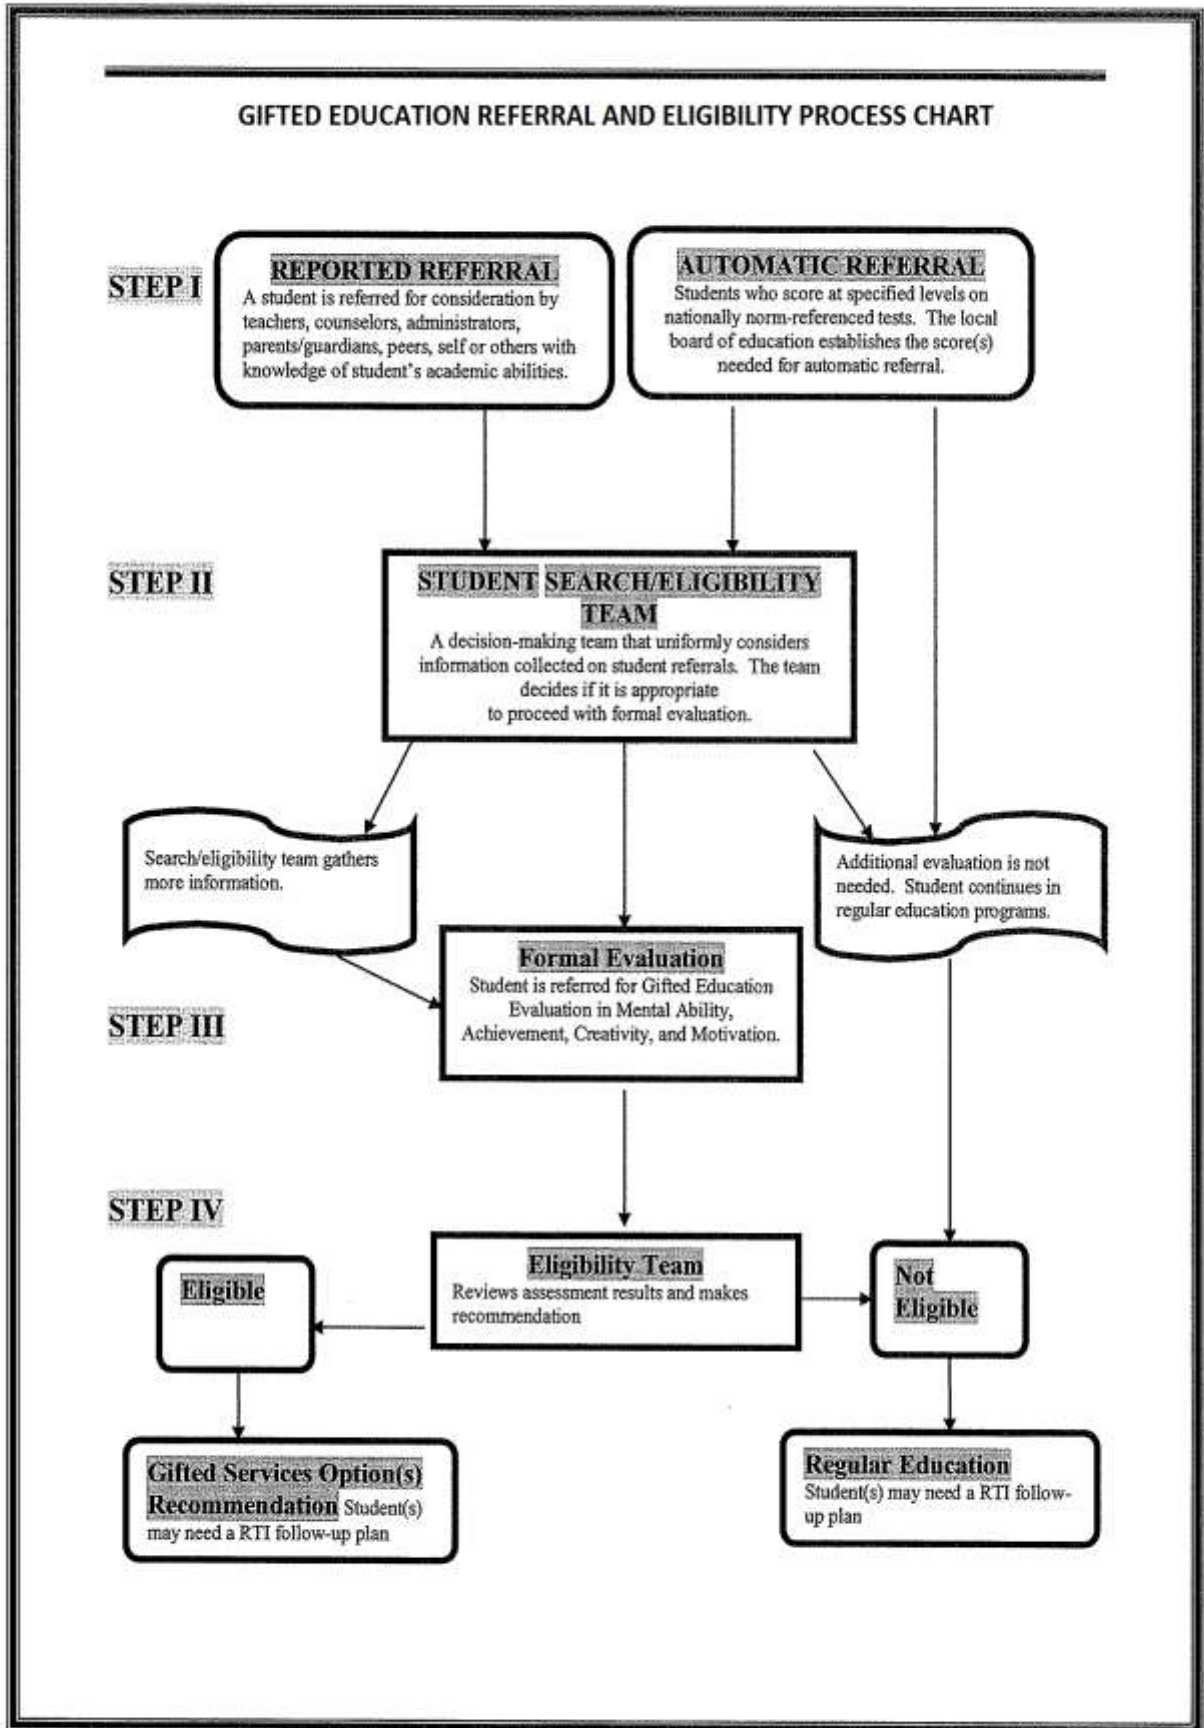 GIFTED EDUCATION REFERRAL AND ELIGIBILITY PROCESS CHART
STEP I
REPORTED REFERRAL
A student is referred for consideration by
teachers, counselors, administrators,
parents/guardians, peers, self or others with
knowledge of student's academic abilities.
AUTOMATIC REFERRAL
Students who score at specified levels on
nationally norm-referenced tests. The local
board of education establishes the score(s)
needed for automatic referral.
STEP II
STUDENT SEARCH/ELIGIBILITY
TEAM
A decision-making team that uniformly considers
information collected on student referrals. The team
decides if it is appropriate
to proceed with formal evaluation.
Search/eligibility team gathers
more information.
Additional evaluation is not
needed. Student continues in
regular education programs.
STEP III
Formal Evaluation
Student is referred for Gifted Education
Evaluation in Mental Ability,
Achievement, Creativity, and Motivation.
STEP IV
Eligible
Eligibility Team
Reviews assessment results and makes
recommendation
Not
Eligible
Gifted Services Option(s)
Recommendation Student(s)
may need a RTI follow-up plan
Regular Education
Student(s) may need a RTI follow-
up plan